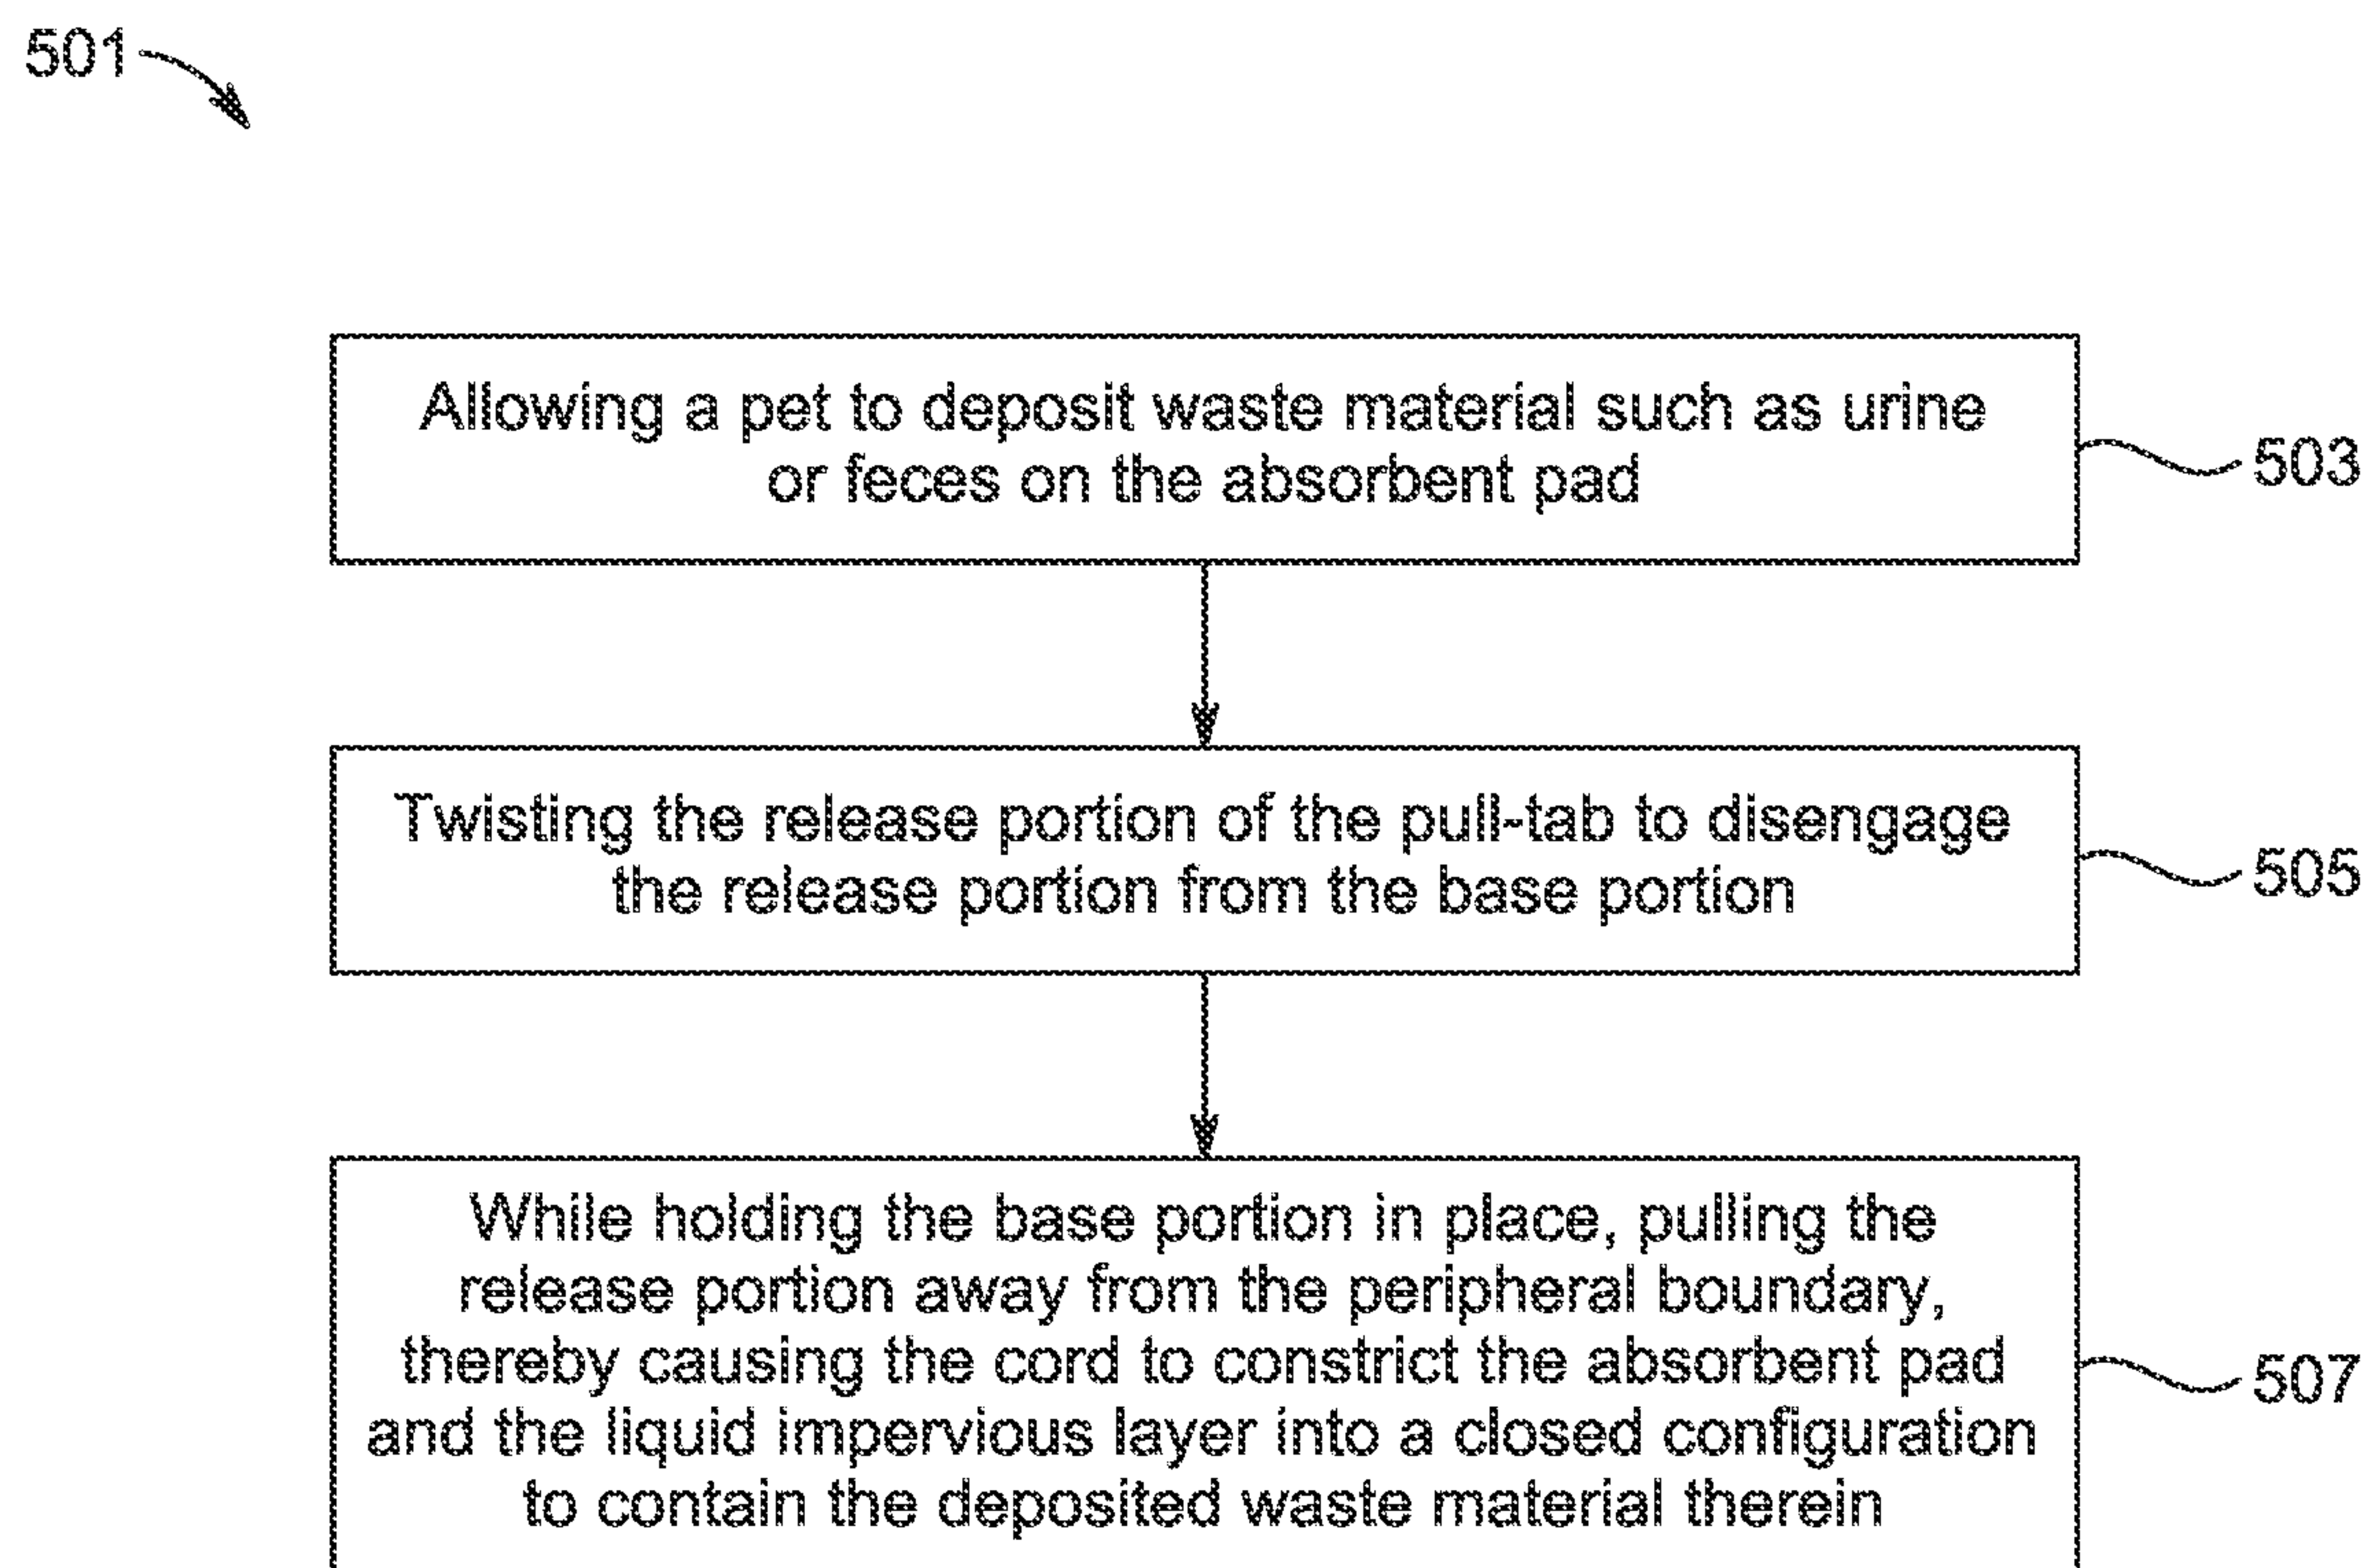 501
Allowing a pet to deposit waste material such as urine
or feces on the absorbent pad
503
Twisting the release portion of the pull-tab to disengage
the release portion from the base portion
505
While holding the base portion in place, pulling the
release portion away from the peripheral boundary,
thereby causing the cord to constrict the absorbent pad
and the liquid impervious layer into a closed configuration
to contain the deposited waste material therein
507